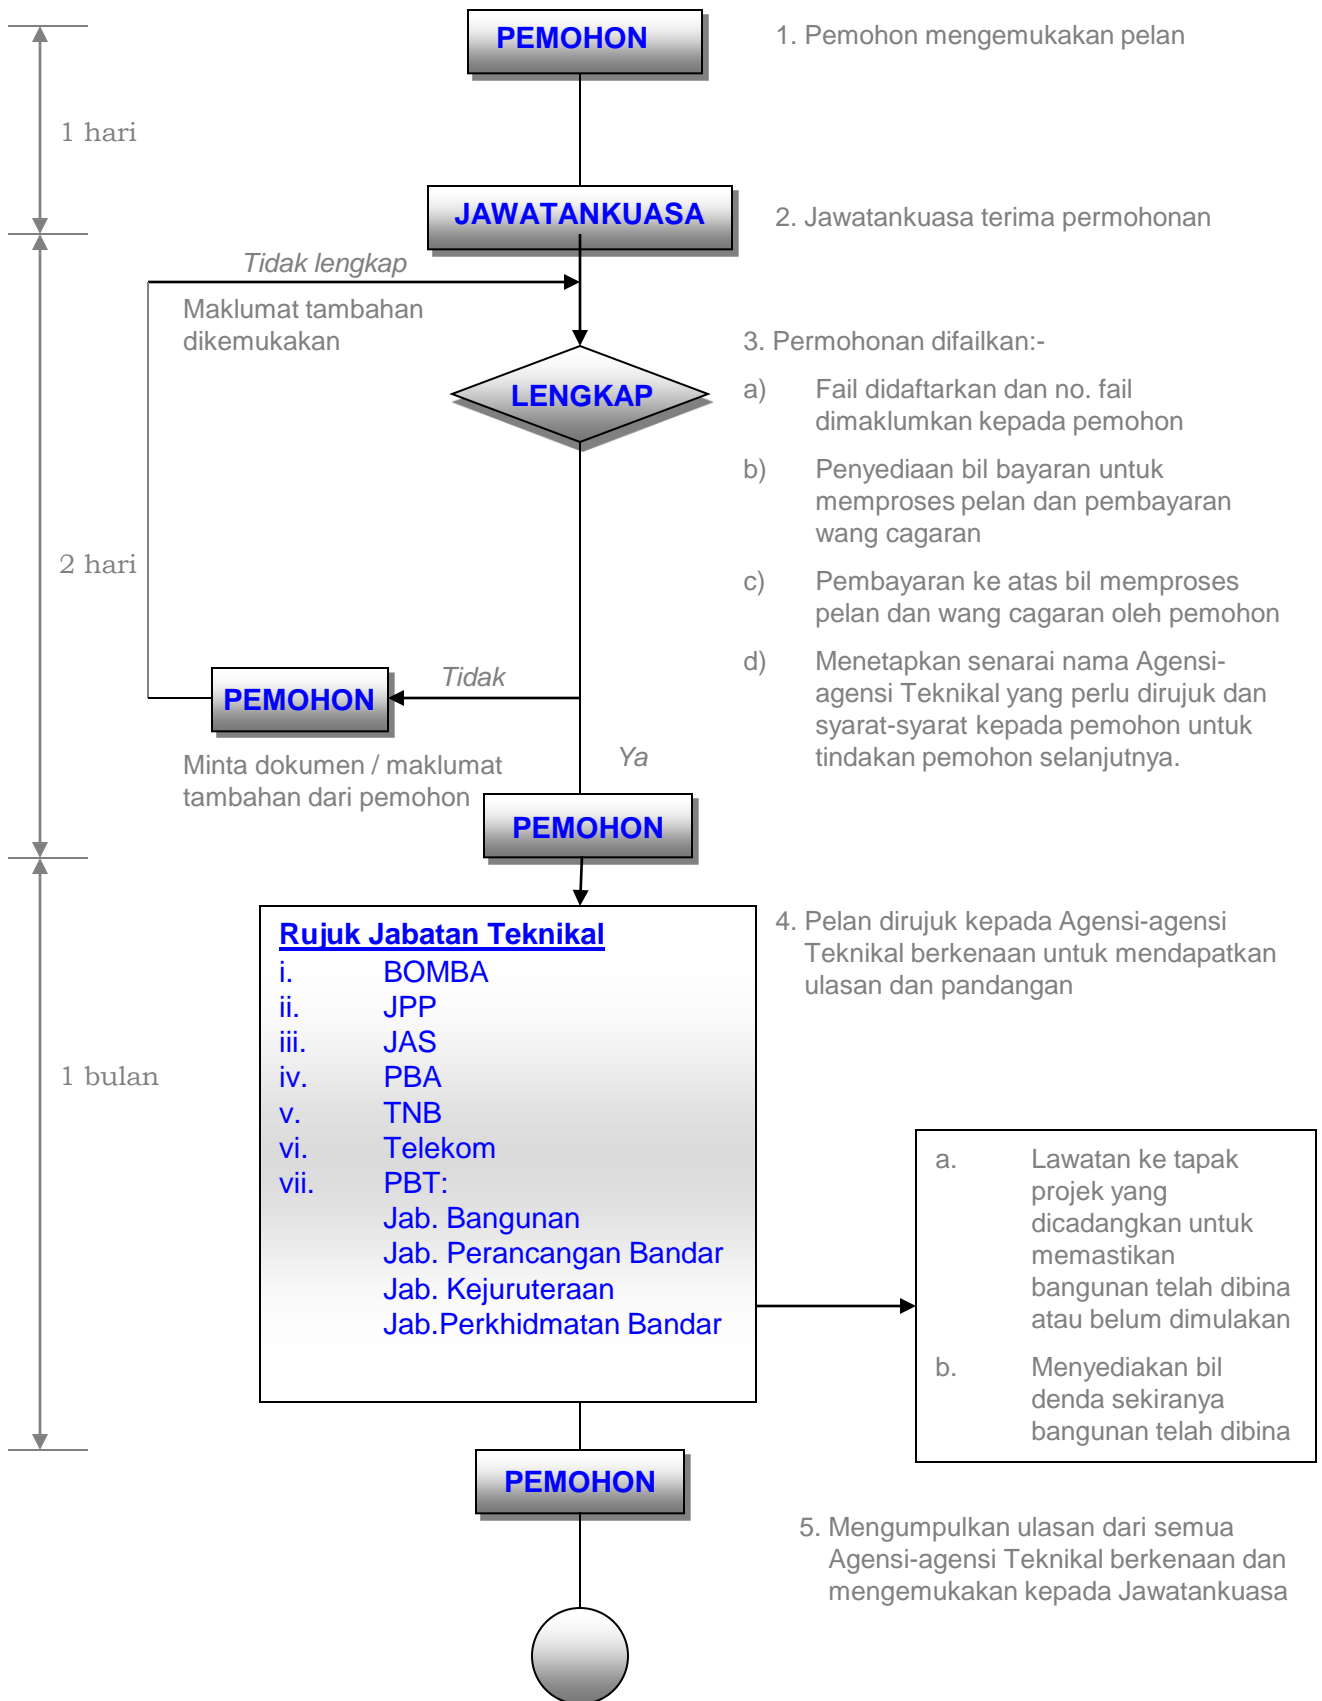 PEMOHON
1. Pemohon mengemukakan pelan
1 hari
JAWATANKUASA
2. Jawatankuasa terima permohonan
Tidak lengkap
Maklumat tambahan
dikemukakan
LENGKAP
3. Permohonan difailkan:-
a) Fail didaftarkan dan no. fail
dimaklumkan kepada pemohon
b) Penyediaan bil bayaran untuk
memproses pelan dan pembayaran
wang cagaran
2 hari
c) Pembayaran ke atas bil memproses
pelan dan wang cagaran oleh pemohon
d) Menetapkan senarai nama Agensi-
agensi Teknikal yang perlu dirujuk dan
syarat-syarat kepada pemohon untuk
tindakan pemohon selanjutnya.
Tidak
PEMOHON
Minta dokumen / maklumat
tambahan dari pemohon
Ya
PEMOHON
Rujuk Jabatan Teknikal
i. BOMBA
ii. JPP
iii. JAS
iv. PBA
v. TNB
vi. Telekom
vii. PBT:
Jab. Bangunan
Jab. Perancangan Bandar
Jab. Kejuruteraan
Jab.Perkhidmatan Bandar
4. Pelan dirujuk kepada Agensi-agensi
Teknikal berkenaan untuk mendapatkan
ulasan dan pandangan
1 bulan
a. Lawatan ke tapak
projek yang
dicadangkan untuk
memastikan
bangunan telah dibina
atau belum dimulakan
b. Menyediakan bil
denda sekiranya
bangunan telah dibina
PEMOHON
5. Mengumpulkan ulasan dari semua
Agensi-agensi Teknikal berkenaan dan
mengemukakan kepada Jawatankuasa